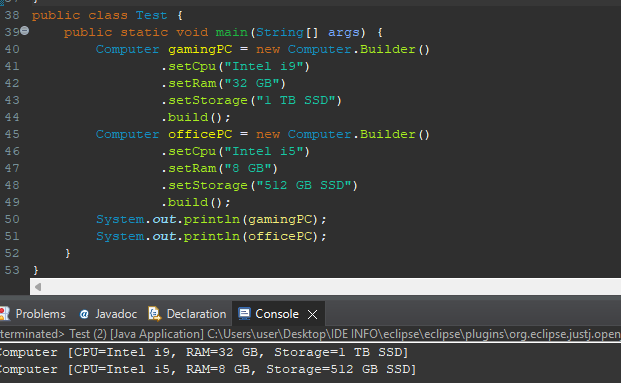 38 public class Test {
39 public static void main(String[] args) {
40 Computer gamingPC = new Computer.Builder()
41 .setCpu("Intel i9")
42 .setRam("32 GB")
43 .setStorage("1 TB SSD")
44 .build();
45 Computer officePC = new Computer.Builder()
46 .setCpu("Intel i5")
47 .setRam("8 GB")
48 .setStorage("512 GB SSD")
49 .build();
50 System.out.println(gamingPC);
51 System.out.println(officePC);
52 }
53 }
Problems @ Javadoc Declaration Console
terminated> Test (2) [Java Application] C:\Users\user\Desktop\IDE INFO\eclipse\eclipse\plugins\org.eclipse.justj.open
Computer [CPU=Intel i9, RAM=32 GB, Storage=1 TB SSD]
Computer [CPU=Intel i5, RAM=8 GB, Storage=512 GB SSD]